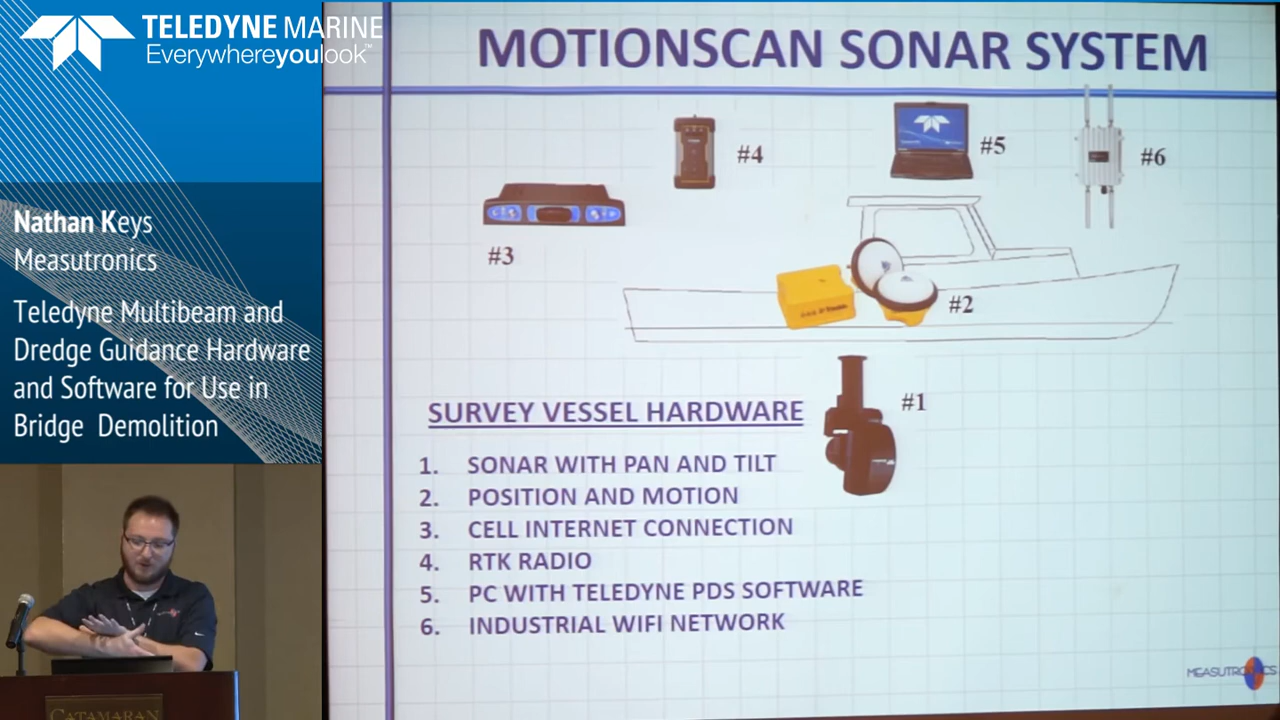 TELEDYNE MARINE
Everywhereyoulook™
Nathan Keys
Measutronics
Teledyne Multibeam and
Dredge Guidance Hardware
and Software for Use in
Bridge Demolition
CATAMARAN
MOTIONSCAN SONAR SYSTEM
#4
#5
#6
#3
#2
#1
SURVEY VESSEL HARDWARE
1. SONAR WITH PAN AND TILT
2. POSITION AND MOTION
3. CELL INTERNET CONNECTION
4. RTK RADIO
5. PC WITH TELEDYNE PDS SOFTWARE
6. INDUSTRIAL WIFI NETWORK
MEASUTRONICS